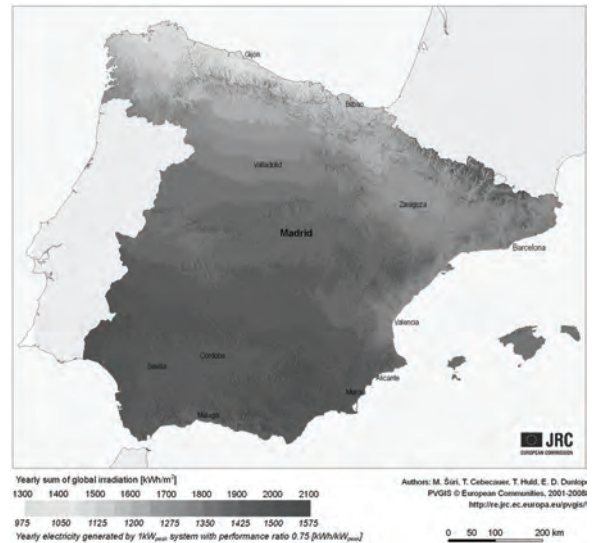 Gijon
Bilbao
Valladolid
Zaragoza
Madrid
Barcelona
Valencia
Cordoba
Sevilla
Alicante
Murcia
Malaga
JRC
EUROPEAN COMMISSION
Yearly sum of global irradiation [kWh/m²]
1300 1400 1500 1600 1700 1800 1900 2000 2100
975 1050 1125 1200 1275 1350 1425 1500 1575
Yearly electricity generated by 1kWpeak system with performance ratio 0.75 [kWh/kWpeak]
Authors: M. Šúri, T. Cebecauer, T. Huld, E. D. Dunlop
PVGIS © European Communities, 2001-2008
http://re.jrc.ec.europa.eu/pvgis/
0 50 100 200 km